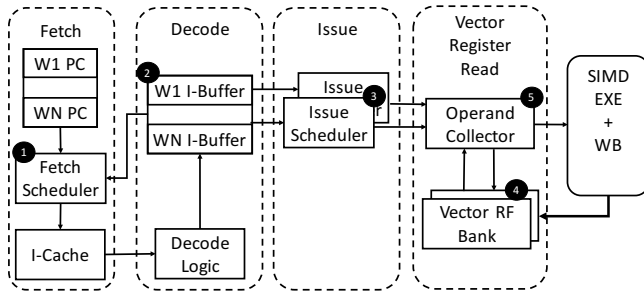 Fetch
Decode
Issue
Vector
Register
Read
W1 PC
WN PC
1
Fetch
Scheduler
I-Cache
2
W1 I-Buffer
WN I-Buffer
Decode
Logic
Issue
r
3
Issue
Scheduler
5
Operand
Collector
4
Vector RF
Bank
SIMD
EXE
+
WB